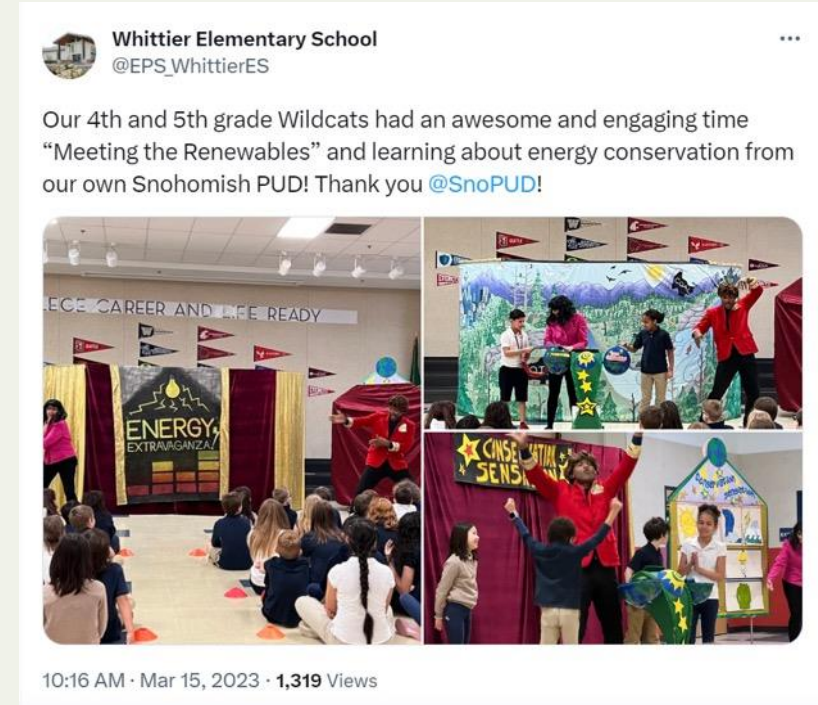 Whittier Elementary School
@EPS_WhittierES
Our 4th and 5th grade Wildcats had an awesome and engaging time
“Meeting the Renewables” and learning about energy conservation from
our own Snohomish PUD! Thank you @SnoPUD!
CAREER AND LIFE READY
ENERGY
EXTRAVAGANZA!
10:16 AM · Mar 15, 2023 · 1,319 Views